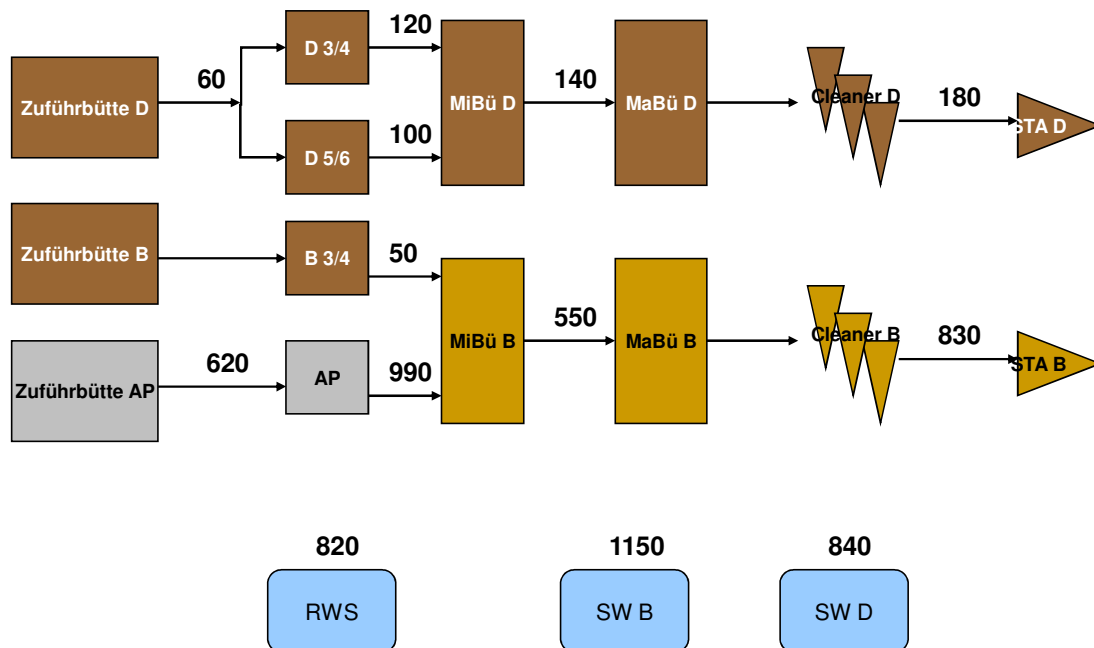 120
D 3/4
60
140
Zuführbütte D
MiBü D
MaBü D
Cleaner D
180
STA D
100
D 5/6
Zuführbütte B
B 3/4
50
550
MiBü B
MaBü B
Cleaner B
830
STA B
Zuführbütte AP
620
AP
990
820
1150
840
RWS
SW B
SW D